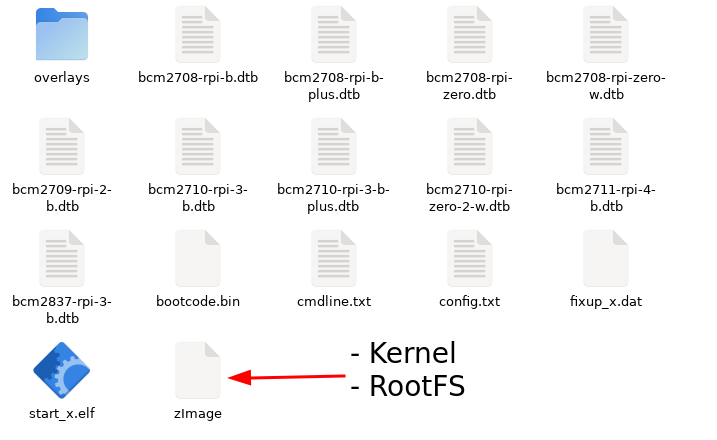 overlays
bcm2708-rpi-b.dtb
bcm2708-rpi-b-
plus.dtb
bcm2708-rpi-
zero.dtb
bcm2708-rpi-zero-
w.dtb
bcm2709-rpi-2-
b.dtb
bcm2710-rpi-3-
b.dtb
bcm2710-rpi-3-b-
plus.dtb
bcm2710-rpi-
zero-2-w.dtb
bcm2711-rpi-4-
b.dtb
bcm2837-rpi-3-
b.dtb
bootcode.bin
cmdline.txt
config.txt
fixup_x.dat
start_x.elf
zImage
- Kernel
- RootFS